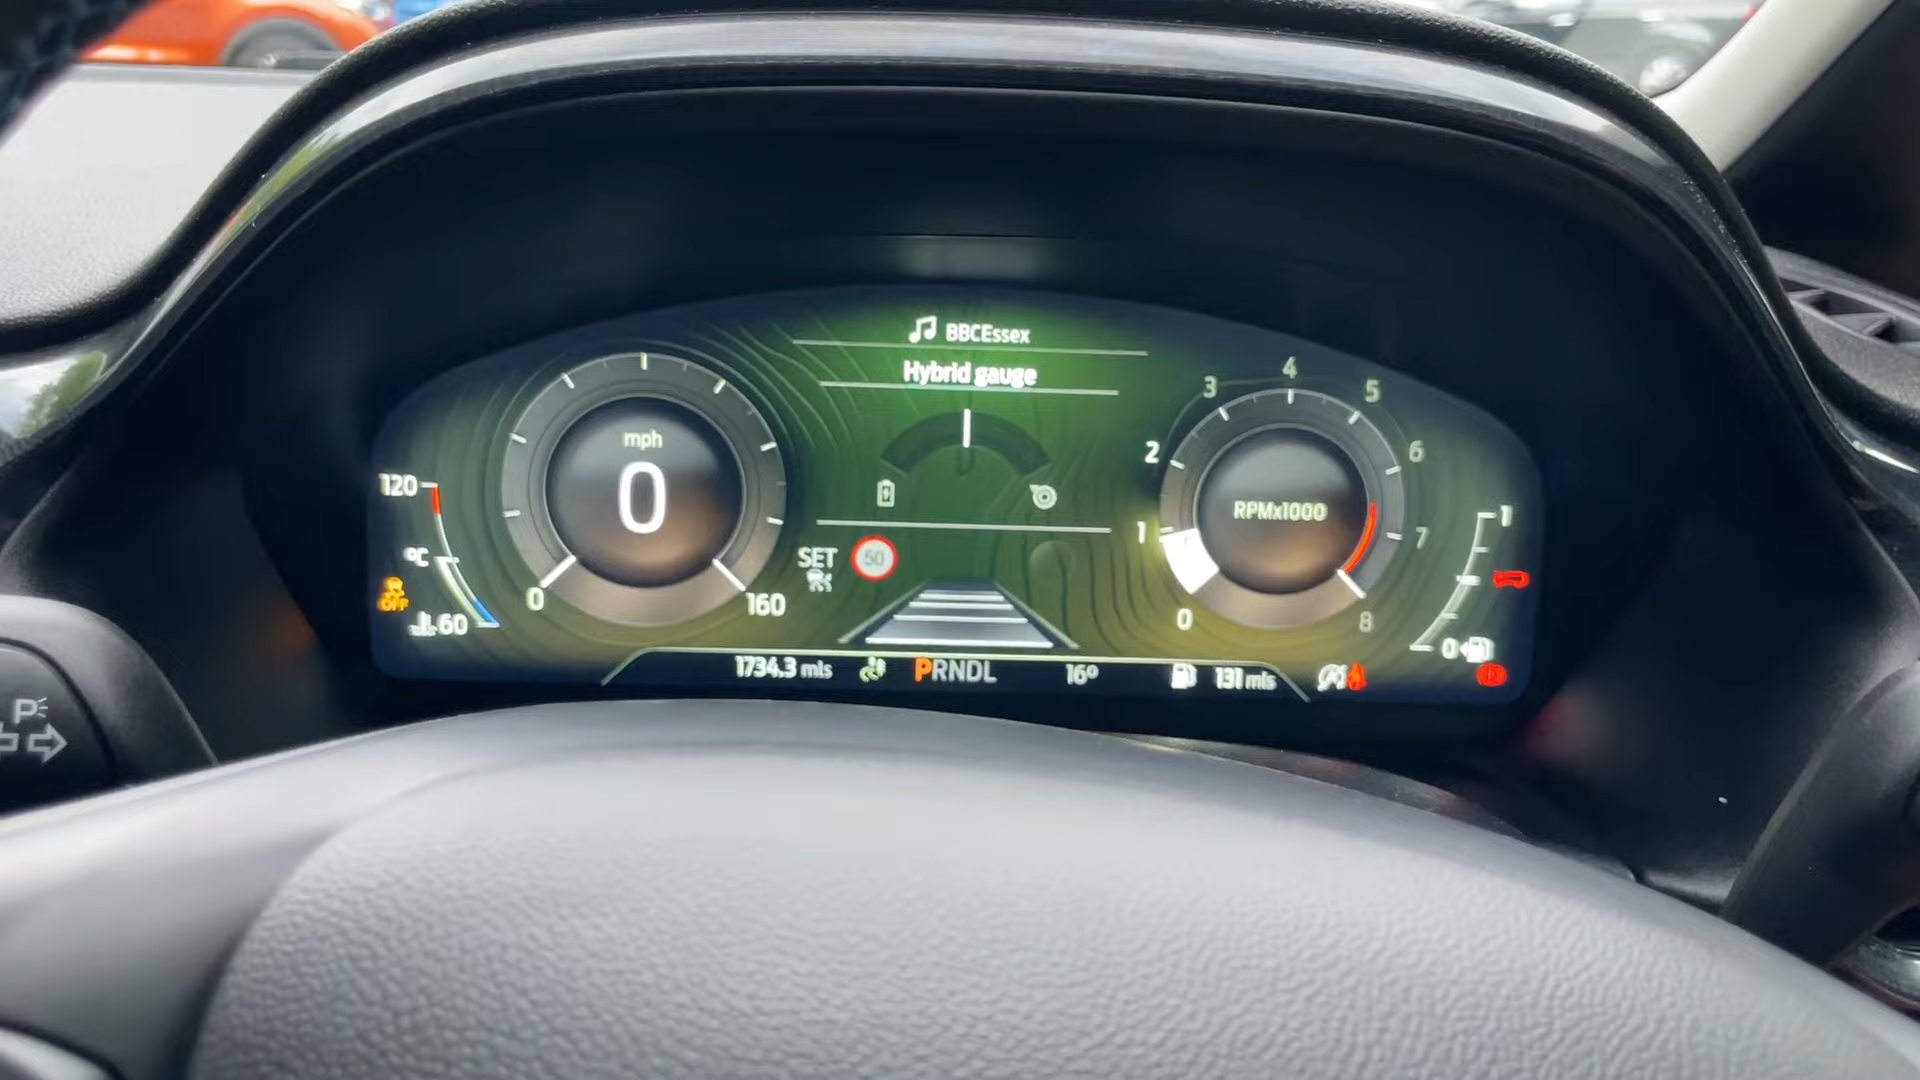 BBCEssex
Hybrid gauge
mph
0
0
160
120
°C
60
OFF
SET
50
0
1
2
3
4
5
6
7
8
RPMx1000
1
0
1734.3 mls
PRNDL
16°
131 mls
P